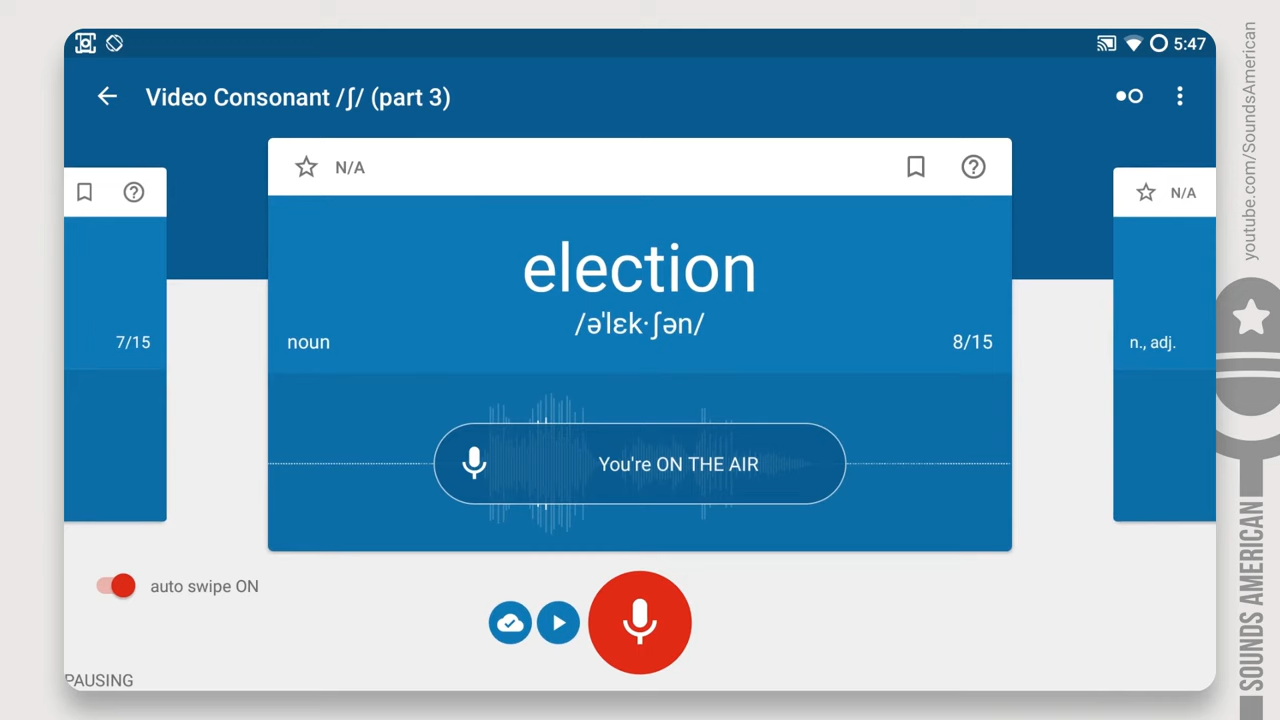 5:47
Video Consonant /ʃ/ (part 3)
N/A
N/A
election
/əˈlɛk·ʃən/
7/15
noun
8/15
n., adj.
You're ON THE AIR
auto swipe ON
PAUSING
youtube.com/SoundsAmerican
SOUNDS AMERICAN